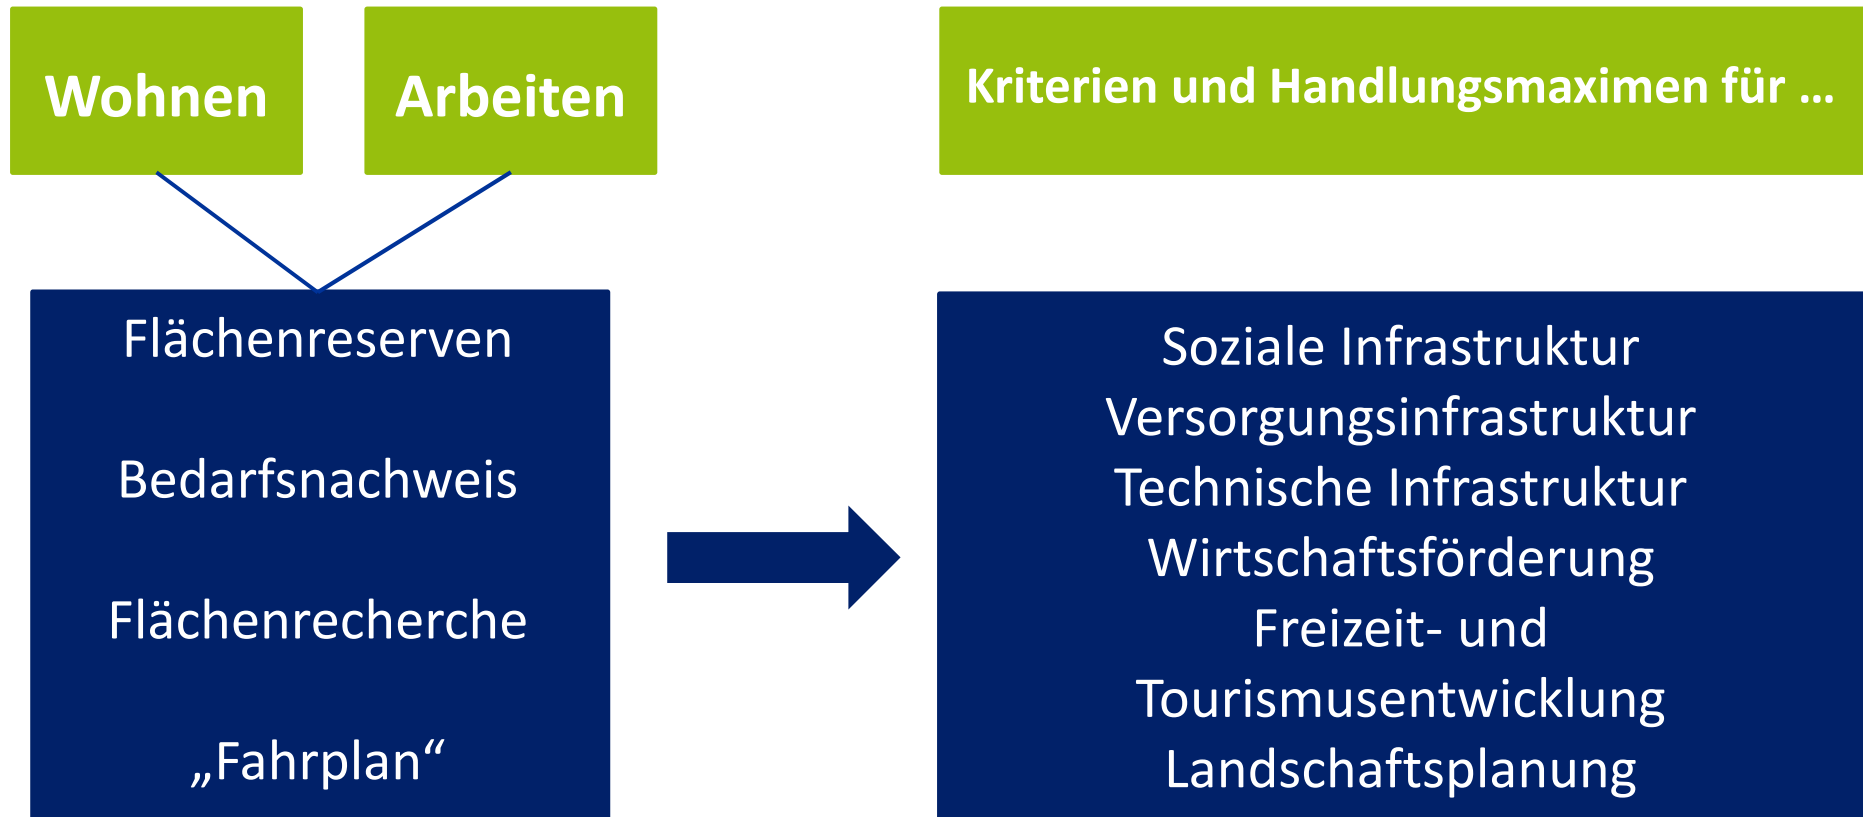 Wohnen
Arbeiten
Kriterien und Handlungsmaximen für ...
Flächenreserven
Bedarfsnachweis
Flächenrecherche
„Fahrplan“
Soziale Infrastruktur
Versorgungsinfrastruktur
Technische Infrastruktur
Wirtschaftsförderung
Freizeit- und
Tourismusentwicklung
Landschaftsplanung